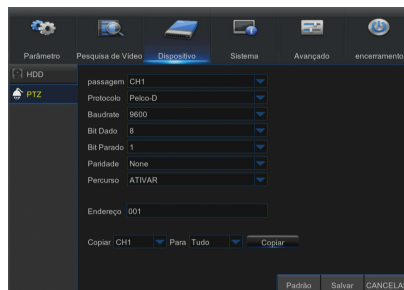 Parâmetro Pesquisa de Vídeo Dispositivo Sistema Avançado encerramento
HDD
PTZ
passagem CH1
Protocolo Pelco-D
Baudrate 9600
Bit Dado 8
Bit Parado 1
Paridade None
Percurso ATIVAR
Endereço 001
Copiar CH1 Para Tudo Copiar
Padrão Salvar CANCELA